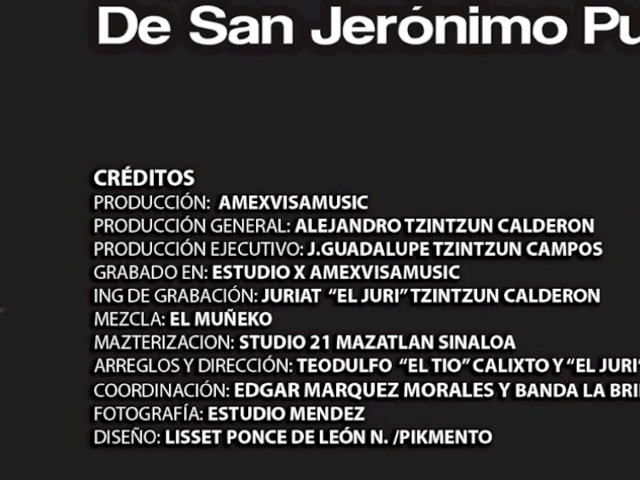 De San Jerónimo Pu
CRÉDITOS
PRODUCCIÓN: AMEXVISAMUSIC
PRODUCCIÓN GENERAL: ALEJANDRO TZINTZUN CALDERON
PRODUCCIÓN EJECUTIVO: J.GUADALUPE TZINTZUN CAMPOS
GRABADO EN: ESTUDIO X AMEXVISAMUSIC
ING DE GRABACIÓN: JURIAT "EL JURI" TZINTZUN CALDERON
MEZCLA: EL MUÑEKO
MAZTERIZACION: STUDIO 21 MAZATLAN SINALOA
ARREGLOS Y DIRECCIÓN: TEODULFO "EL TIO" CALIXTO Y "EL JURI"
COORDINACIÓN: EDGAR MARQUEZ MORALES Y BANDA LA BRI
FOTOGRAFÍA: ESTUDIO MENDEZ
DISEÑO: LISSET PONCE DE LEÓN N. /PIKMENTO